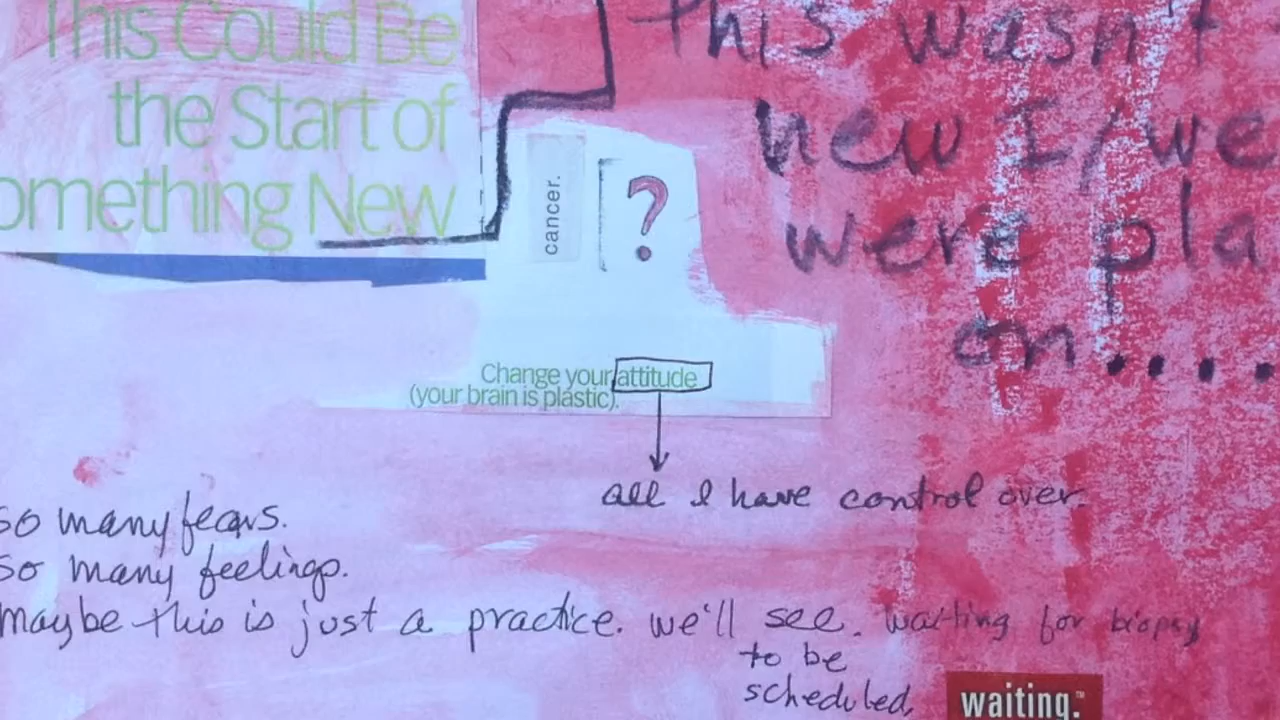 This Could Be
the Start of
omething New
this wasn't
new I/we
were pla
on....
cancer.
?
Change your attitude
(your brain is plastic).
all I have control over.
so many fears.
so many feelings.
maybe this is just a practice. we'll see. waiting for biopsy
to be
scheduled,
waiting.™